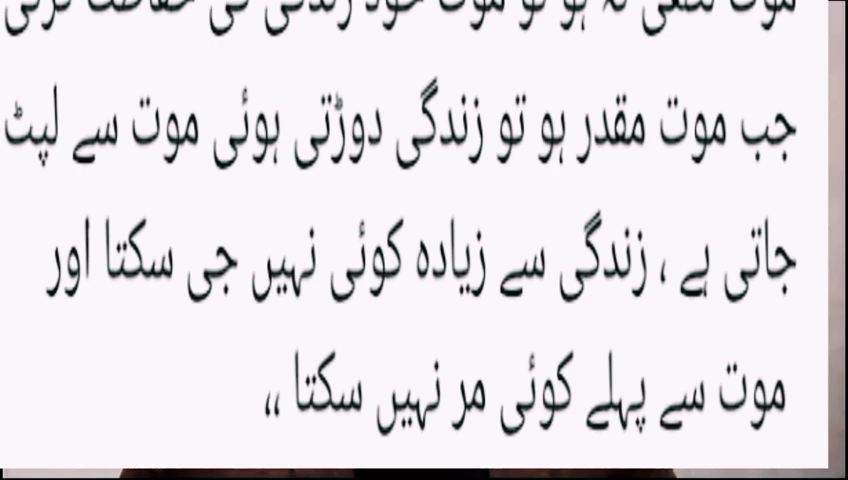 موت لکھی نہ ہو تو موت خود زندگی کی حفاظت کرتی
جب موت مقدر ہو تو زندگی دوڑتی ہوئی موت سے لپٹ
جاتی ہے ، زندگی سے زیادہ کوئی نہیں جی سکتا اور
موت سے پہلے کوئی مر نہیں سکتا ،،